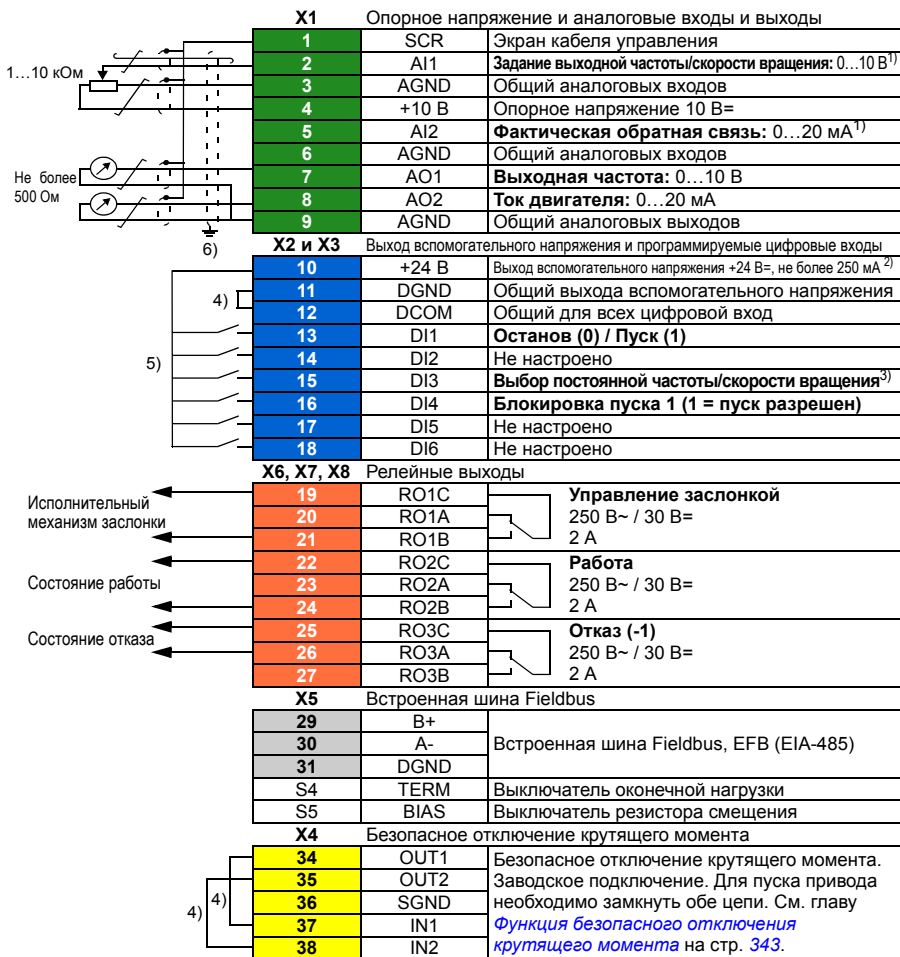 X1 Опорное напряжение и аналоговые входы и выходы
1 SCR Экран кабеля управления
1…10 кОм 2 AI1 Задание выходной частоты/скорости вращения: 0…10 В1)
3 AGND Общий аналоговых входов
4 +10 В Опорное напряжение 10 В=
5 AI2 Фактическая обратная связь: 0…20 мА1)
6 AGND Общий аналоговых входов
Не более 7 AO1 Выходная частота: 0…10 В
500 Ом 8 AO2 Ток двигателя: 0…20 мА
9 AGND Общий аналоговых выходов
6) X2 и X3 Выход вспомогательного напряжения и программируемые цифровые входы
10 +24 В Выход вспомогательного напряжения +24 В=, не более 250 мА 2)
4) 11 DGND Общий выхода вспомогательного напряжения
12 DCOM Общий для всех цифровой вход
13 DI1 Останов (0) / Пуск (1)
5) 14 DI2 Не настроено
15 DI3 Выбор постоянной частоты/скорости вращения3)
16 DI4 Блокировка пуска 1 (1 = пуск разрешен)
17 DI5 Не настроено
18 DI6 Не настроено
X6, X7, X8 Релейные выходы
Исполнительный 19 RO1C Управление заслонкой
механизм заслонки 20 RO1A 250 В~ / 30 В=
21 RO1B 2 А
22 RO2C Работа
Состояние работы 23 RO2A 250 В~ / 30 В=
24 RO2B 2 А
Состояние отказа 25 RO3C Отказ (-1)
26 RO3A 250 В~ / 30 В=
27 RO3B 2 А
X5 Встроенная шина Fieldbus
29 B+
30 A- Встроенная шина Fieldbus, EFB (EIA-485)
31 DGND
S4 TERM Выключатель оконечной нагрузки
S5 BIAS Выключатель резистора смещения
X4 Безопасное отключение крутящего момента
34 OUT1 Безопасное отключение крутящего момента.
35 OUT2 Заводское подключение. Для пуска привода
4) 4) 36 SGND необходимо замкнуть обе цепи. См. главу
37 IN1 Функция безопасного отключения
38 IN2 крутящего момента на стр. 343.